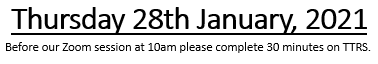 Thursday 28th January, 2021
Before our Zoom session at 10am please complete 30 minutes on TTRS.